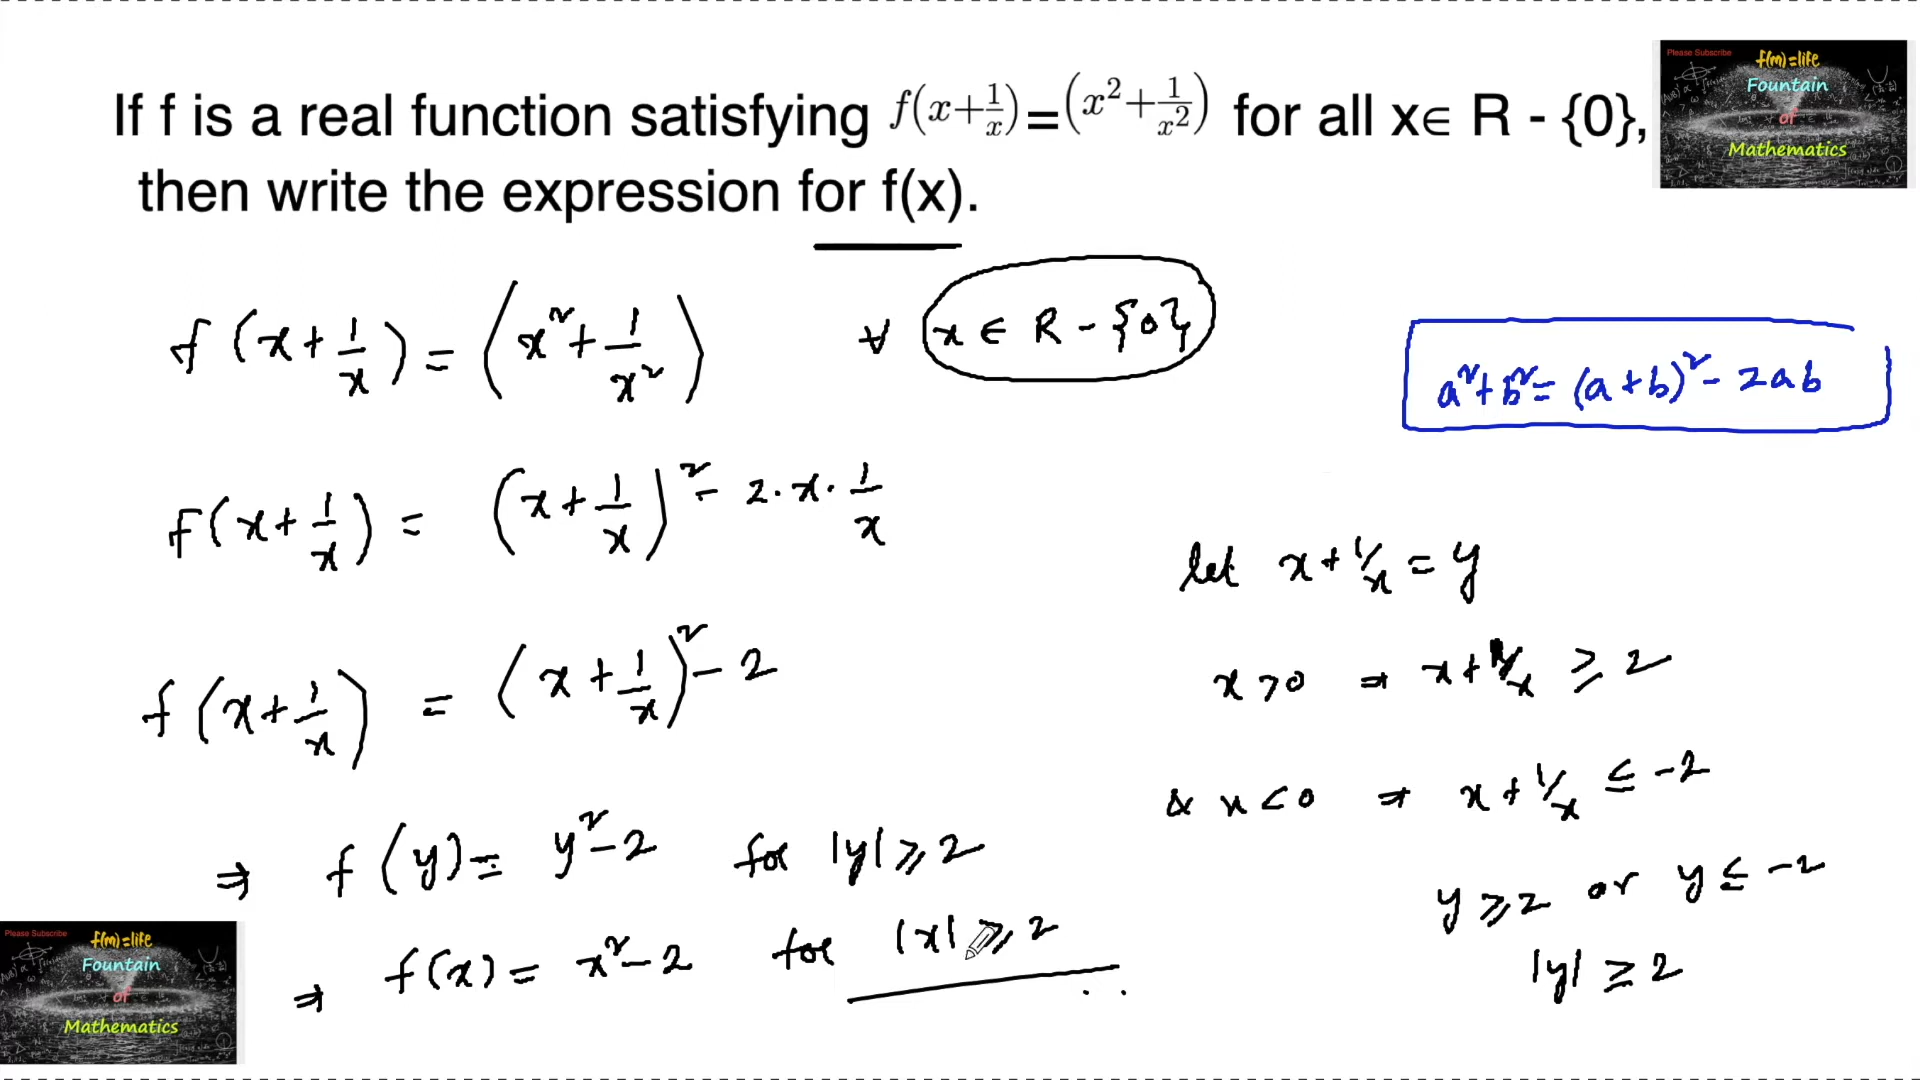 If f is a real function satisfying f(x+1/x)=(x²+1/x²) for all x∈ R - {0},
then write the expression for f(x).
Please Subscribe
f(m)=life
Fountain
of
Mathematics
f(x+1/x) = (x²+1/x²) ∀ x ∈ R - {0}
a²+b² = (a+b)² - 2ab
f(x+1/x) = (x+1/x)² - 2·x·1/x
let x+1/x = y
f(x+1/x) = (x+1/x)² - 2
x>0 ⇒ x+1/x ≥ 2
& x<0 ⇒ x+1/x ≤ -2
⇒ f(y) = y²-2 for |y| ≥ 2
y ≥ 2 or y ≤ -2
⇒ f(x) = x²-2 for |x| ≥ 2
|y| ≥ 2
Please Subscribe
f(m)=life
Fountain
of
Mathematics